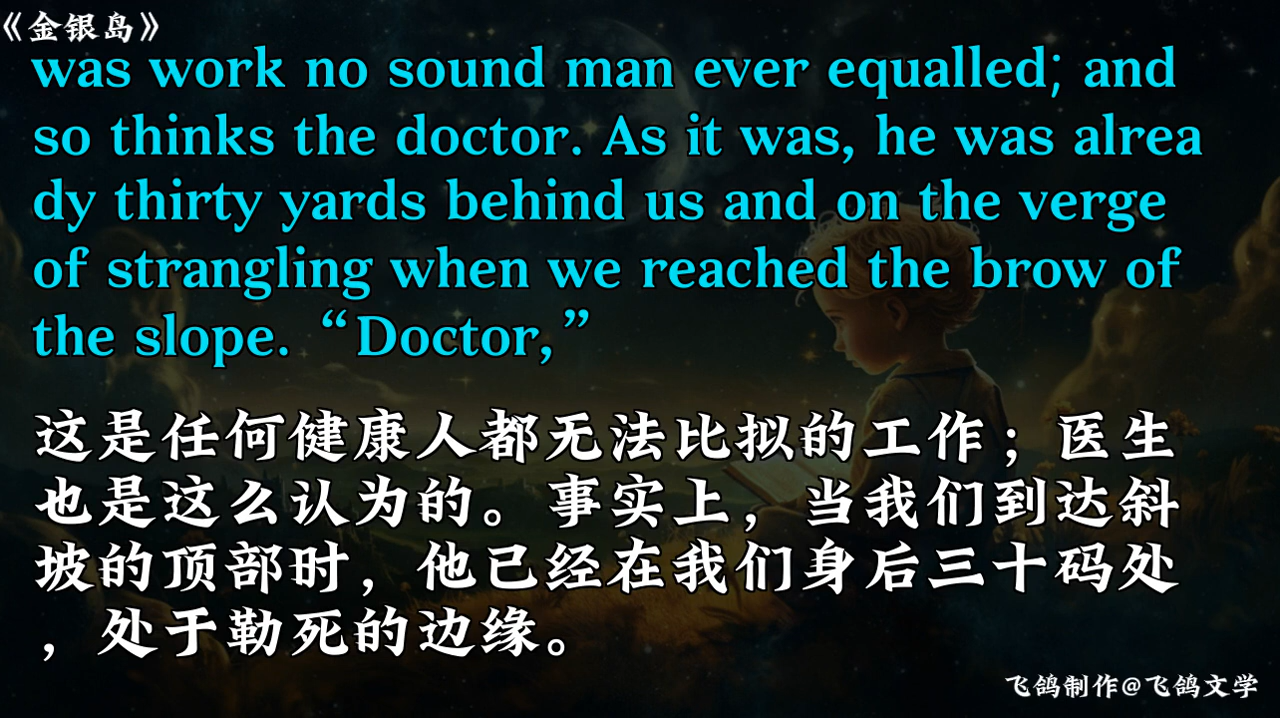 《金银岛》
was work no sound man ever equalled; and
so thinks the doctor. As it was, he was alrea
dy thirty yards behind us and on the verge
of strangling when we reached the brow of
the slope. “Doctor,”
这是任何健康人都无法比拟的工作；医生
也是这么认为的。事实上，当我们到达斜
坡的顶部时，他已经在我们身后三十码处
，处于勒死的边缘。
飞鸽制作@飞鸽文学